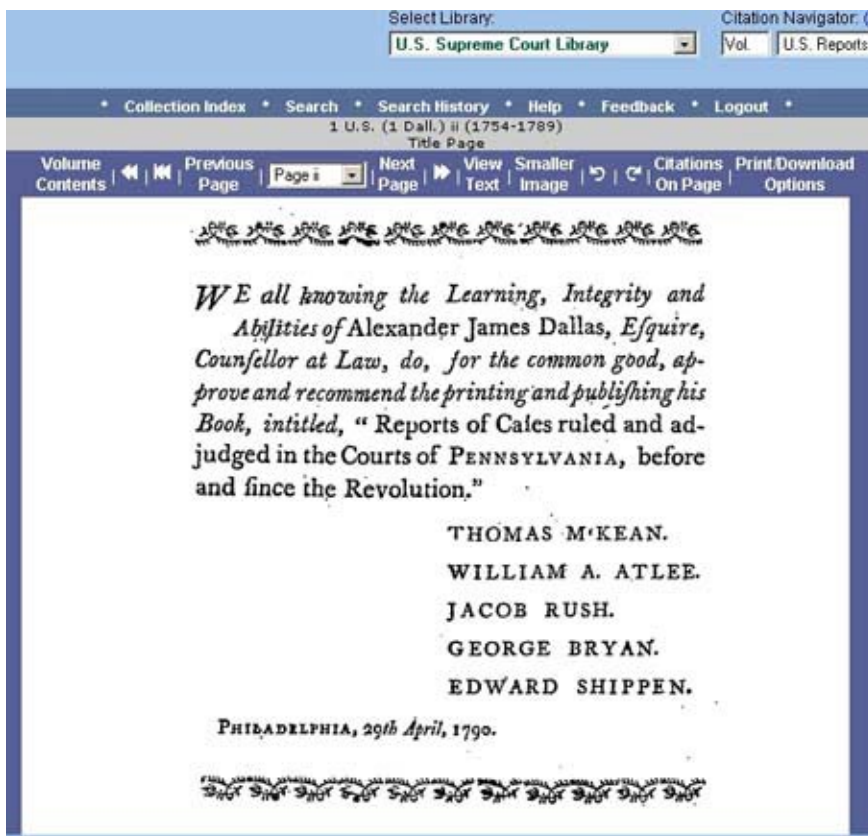 Select Library:
Citation Navigator: (
U.S. Supreme Court Library
Vol.
U.S. Reports
* Collection Index * Search * Search History * Help * Feedback * Logout *
1 U.S. (1 Dall.) ii (1754-1789)
Title Page
Volume Contents | | | Previous Page | Page ii | Next Page | | View Text | Smaller Image | | | Citations On Page | Print/Download Options
WE all knowing the Learning, Integrity and
Abiſities of Alexander James Dallas, Eſquire,
Counſellor at Law, do, for the common good, ap-
prove and recommend the printing and publiſhing his
Book, intitled, “ Reports of Caſes ruled and ad-
judged in the Courts of PENNSYLVANIA, before
and ſince the Revolution.”
THOMAS M‘KEAN.
WILLIAM A. ATLEE.
JACOB RUSH.
GEORGE BRYAN.
EDWARD SHIPPEN.
PHILADELPHIA, 29th April, 1790.